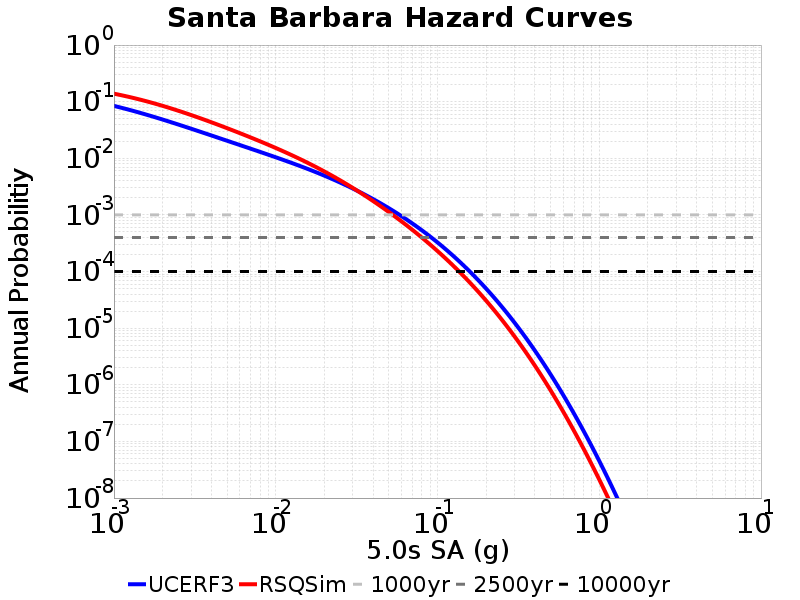 Santa Barbara Hazard Curves
10^0
10^-1
10^-2
10^-3
10^-4
10^-5
10^-6
10^-7
10^-8
Annual Probabilitiy
10^-3 10^-2 10^-1 10^0 10^1
5.0s SA (g)
UCERF3 RSQSim 1000yr 2500yr 10000yr